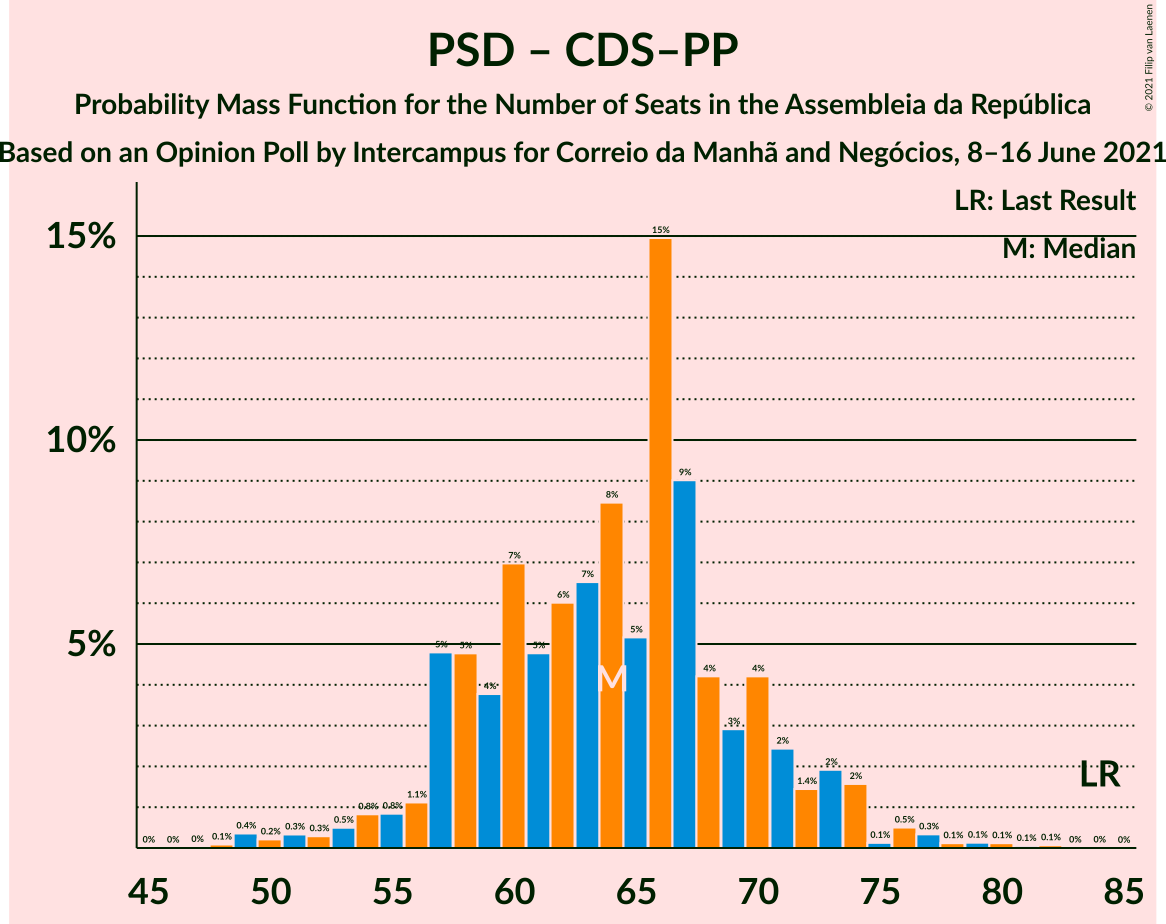 PSD – CDS–PP
Probability Mass Function for the Number of Seats in the Assembleia da República
Based on an Opinion Poll by Intercampus for Correio da Manhã and Negócios, 8–16 June 2021
© 2021 Filip van Laenen
LR: Last Result
M: Median
15%
10%
5%
0% 0% 0% 0.1% 0.4% 0.2% 0.3% 0.3% 0.5% 0.8% 0.8% 1.1% 5% 5% 4% 7% 5% 6% 7% 8% 5% 15% 9% 4% 3% 4% 2% 1.4% 2% 2% 0.1% 0.5% 0.3% 0.1% 0.1% 0.1% 0.1% 0.1% 0% 0% 0%
M
LR
45 50 55 60 65 70 75 80 85